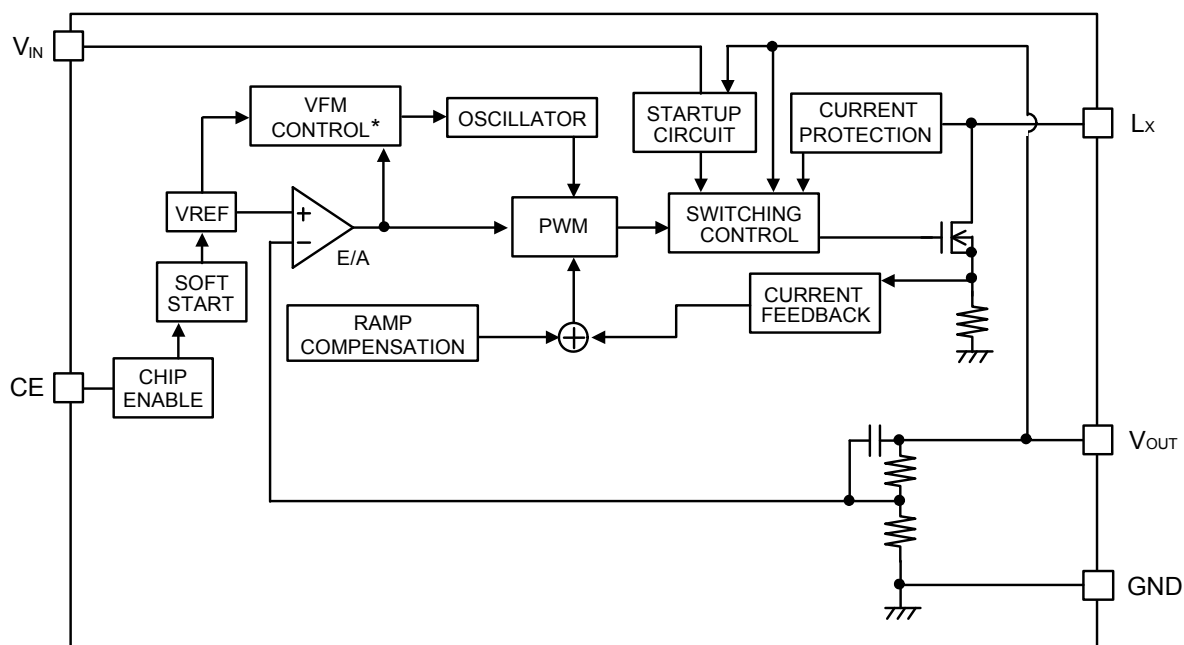 VIN
VFM
CONTROL*
OSCILLATOR
STARTUP
CIRCUIT
CURRENT
PROTECTION
LX
VREF
+
−
E/A
PWM
SWITCHING
CONTROL
SOFT
START
RAMP
COMPENSATION
+
CURRENT
FEEDBACK
CE
CHIP
ENABLE
VOUT
GND